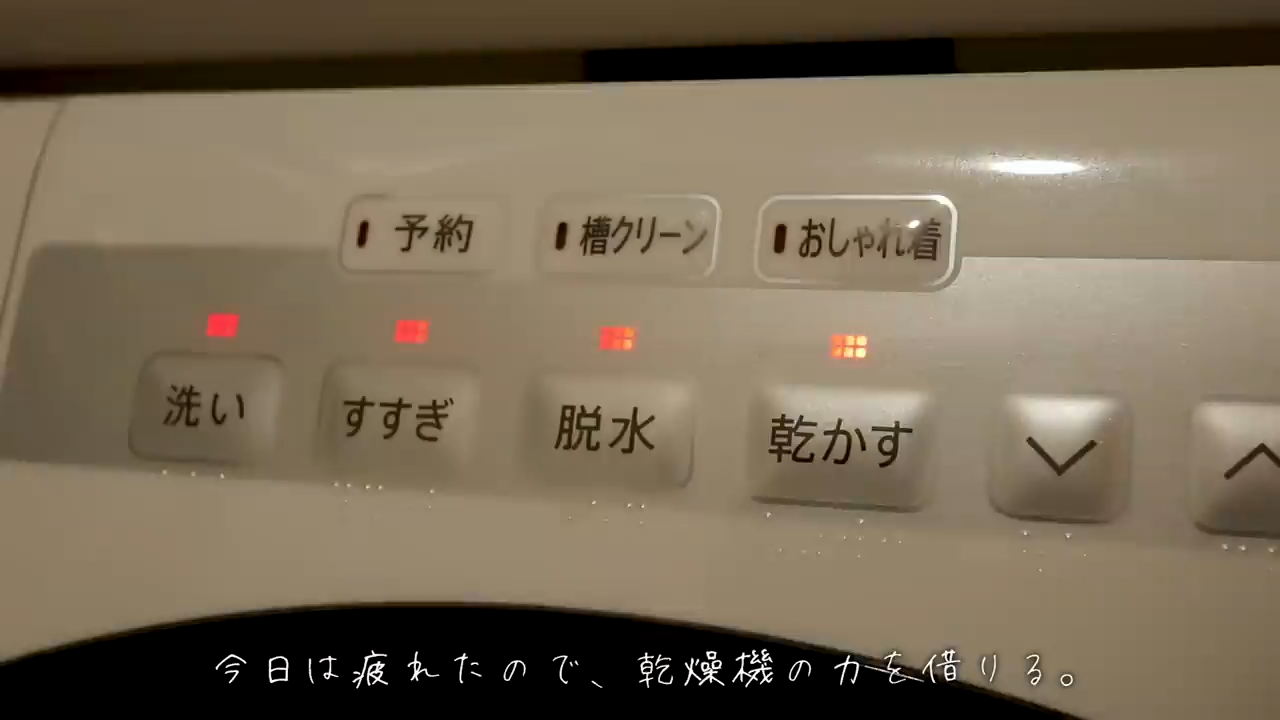 予約 槽クリーン おしゃれ着
洗い すすぎ 脱水 乾かす
今日は疲れたので、乾燥機の力を借りる。